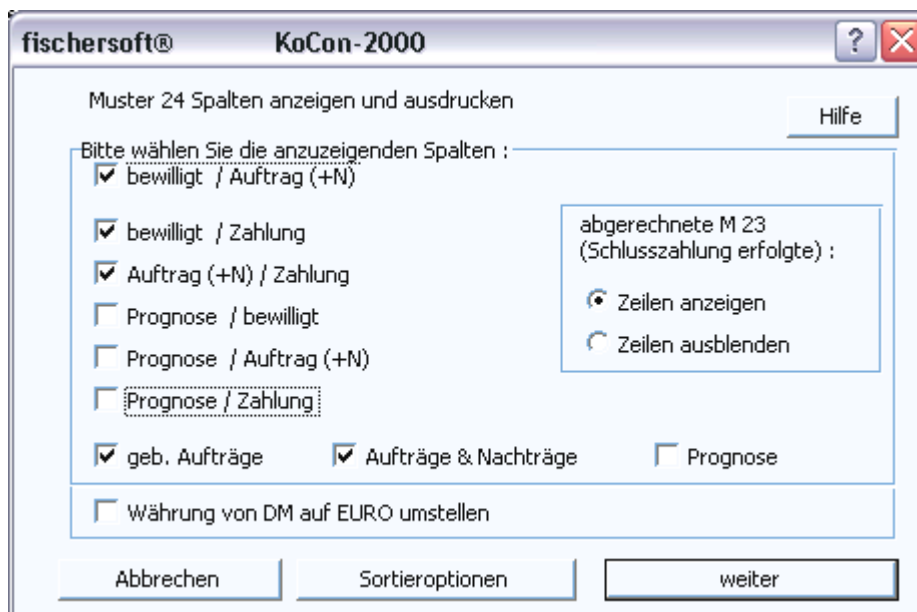 fischersoft® KoCon-2000
Muster 24 Spalten anzeigen und ausdrucken
Hilfe
Bitte wählen Sie die anzuzeigenden Spalten :
bewilligt / Auftrag (+N)
bewilligt / Zahlung
Auftrag (+N) / Zahlung
Prognose / bewilligt
Prognose / Auftrag (+N)
Prognose / Zahlung
abgerechnete M 23
(Schlusszahlung erfolgte) :
Zeilen anzeigen
Zeilen ausblenden
geb. Aufträge Aufträge & Nachträge Prognose
Währung von DM auf EURO umstellen
Abbrechen Sortieroptionen weiter